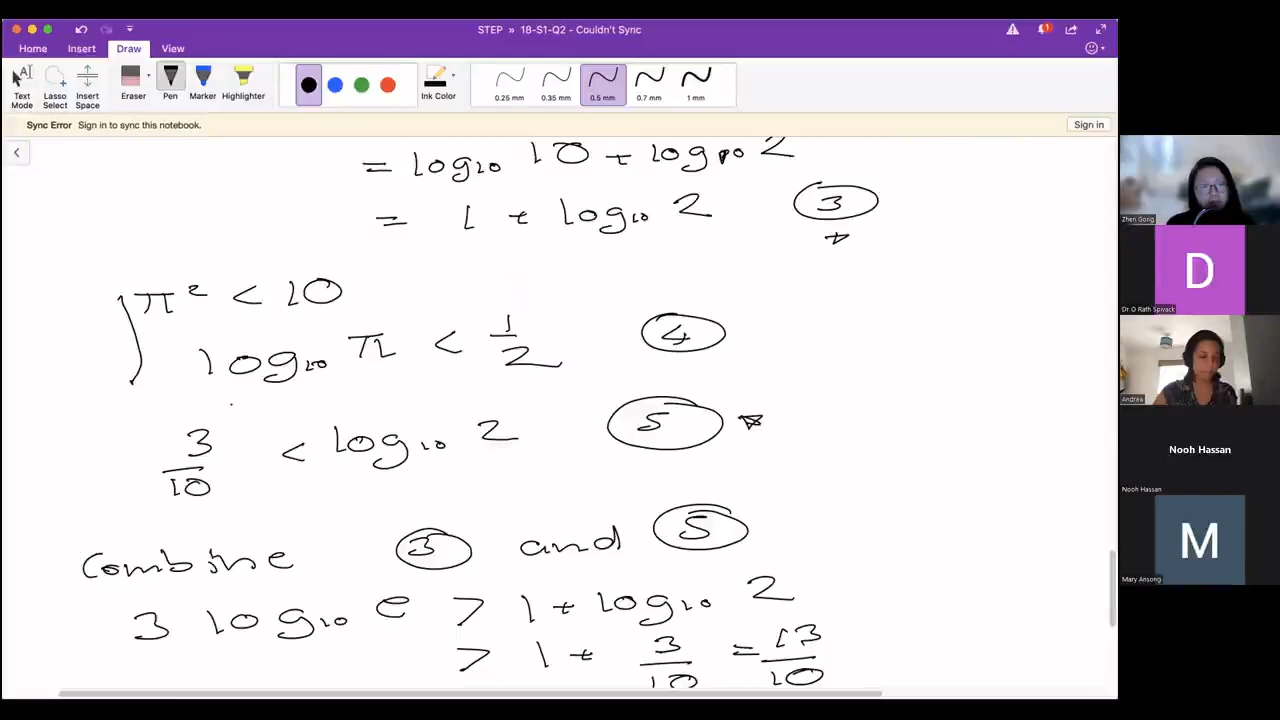 STEP » 18-S1-Q2 - Couldn't Sync
Home Insert Draw View
Text Mode
Lasso Select
Insert Space
Eraser
Pen
Marker
Highlighter
Ink Color
0.25 mm
0.35 mm
0.5 mm
0.7 mm
1 mm
Sync Error Sign in to sync this notebook.
Sign in
= log₁₀ 10 + log₁₀ 2
= 1 + log₁₀ 2 ③
π² < 10
log₁₀ π < 1/2 ④
3/10 < log₁₀ 2 ⑤
Combine ③ and ⑤
3 log₁₀ e > 1 + log₁₀ 2
> 1 + 3/10 = 13/10
Zhen Gong
D
Dr O Rath Spivack
Andrea
Nooh Hassan
Nooh Hassan
M
Mary Ansong
1